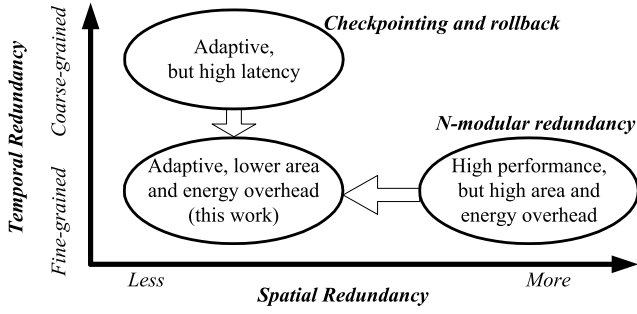 Checkpointing and rollback
Adaptive,
but high latency
N-modular redundancy
Adaptive, lower area
and energy overhead
(this work)
High performance,
but high area and
energy overhead
Temporal Redundancy
Coarse-grained
Fine-grained
Less
More
Spatial Redundancy